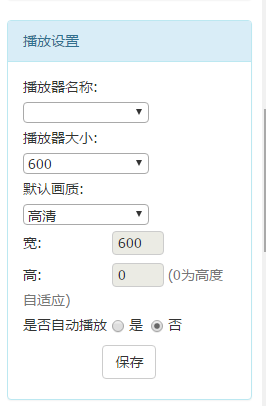 播放设置
播放器名称:
播放器大小:
600
默认画质:
高清
宽: 600
高: 0 (0为高度
自适应)
是否自动播放 是 否
保存